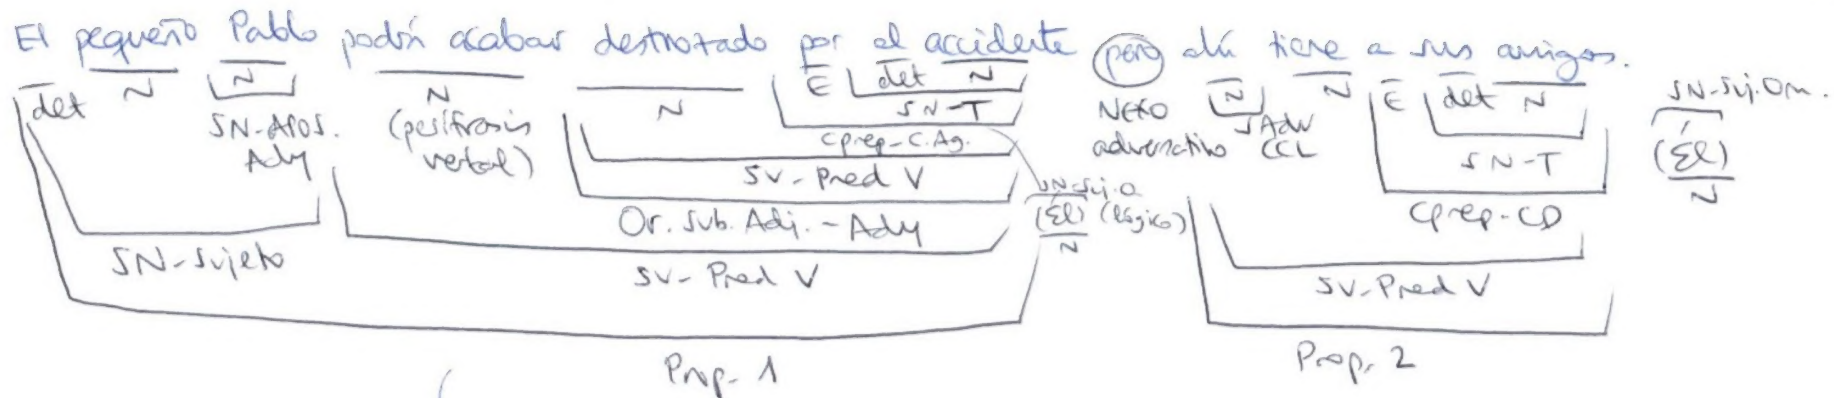 El pequeño Pablo podría acabar destrozado por el accidente pero ahí tiene a sus amigos.
det N N N N E det N N N E det N SN-Suj. Om.
SN-Apos. Ady (perífrasis verbal) SN-T Nexo adversativo SAdv CCL SN-T (Él) N
Cprep-C.Ag.
SV-Pred V SN-Suj. O Cprep-CD
Or. Sub. Adj. - Ady (Él) (lógico) N
SN-Sujeto SV-Pred V SV-Pred V
Prop. 1 Prop. 2